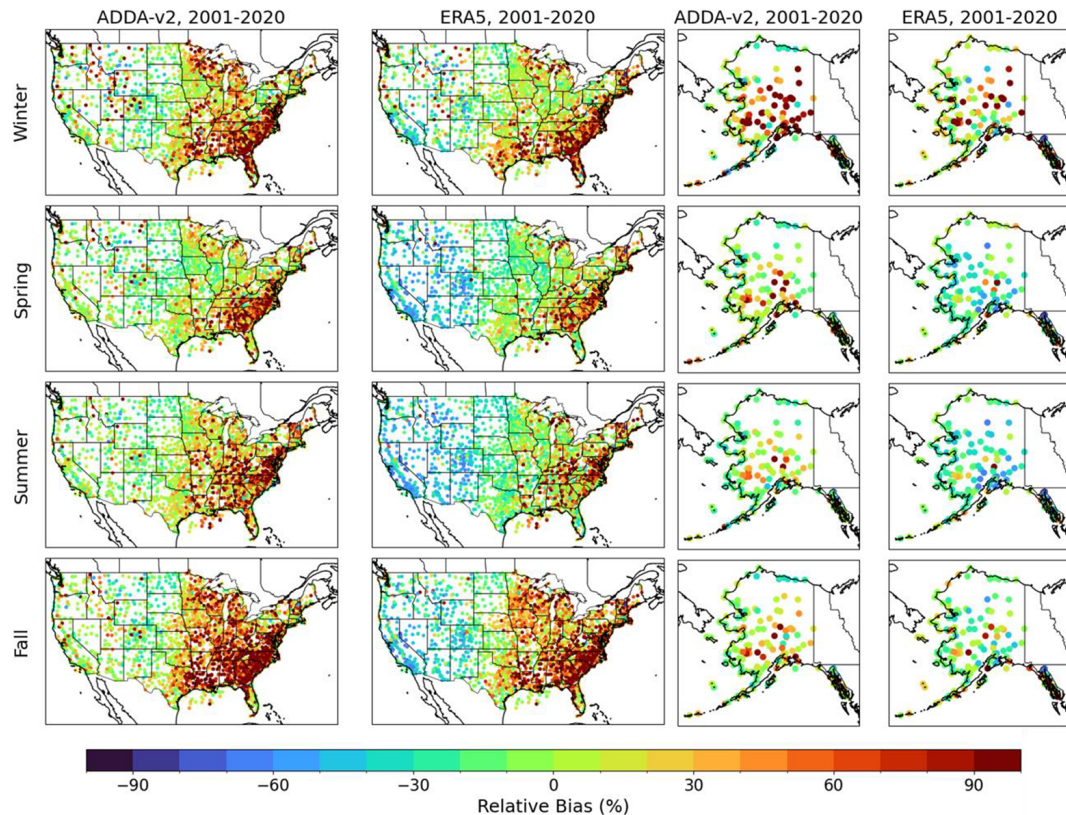 ADDA-v2, 2001-2020
ERA5, 2001-2020
ADDA-v2, 2001-2020
ERA5, 2001-2020
Winter
Spring
Summer
Fall
−90
−60
−30
0
30
60
90
Relative Bias (%)